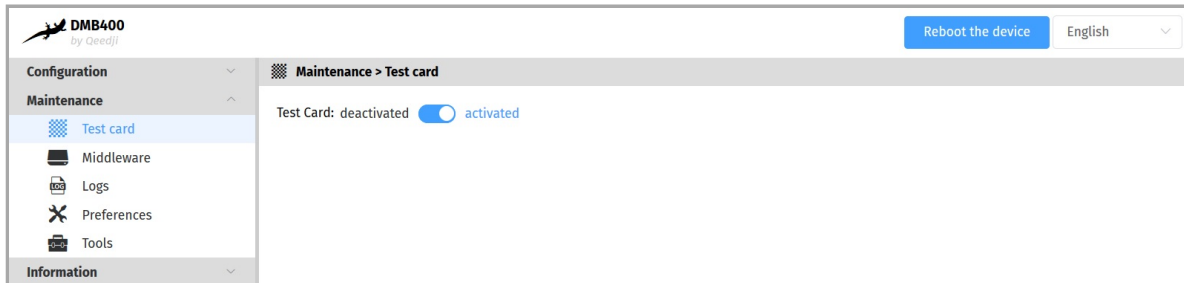 DMB400
by Qeedji
Reboot the device
English
Configuration
Maintenance > Test card
Maintenance
Test Card: deactivated activated
Test card
Middleware
LOG
Logs
Preferences
Tools
Information